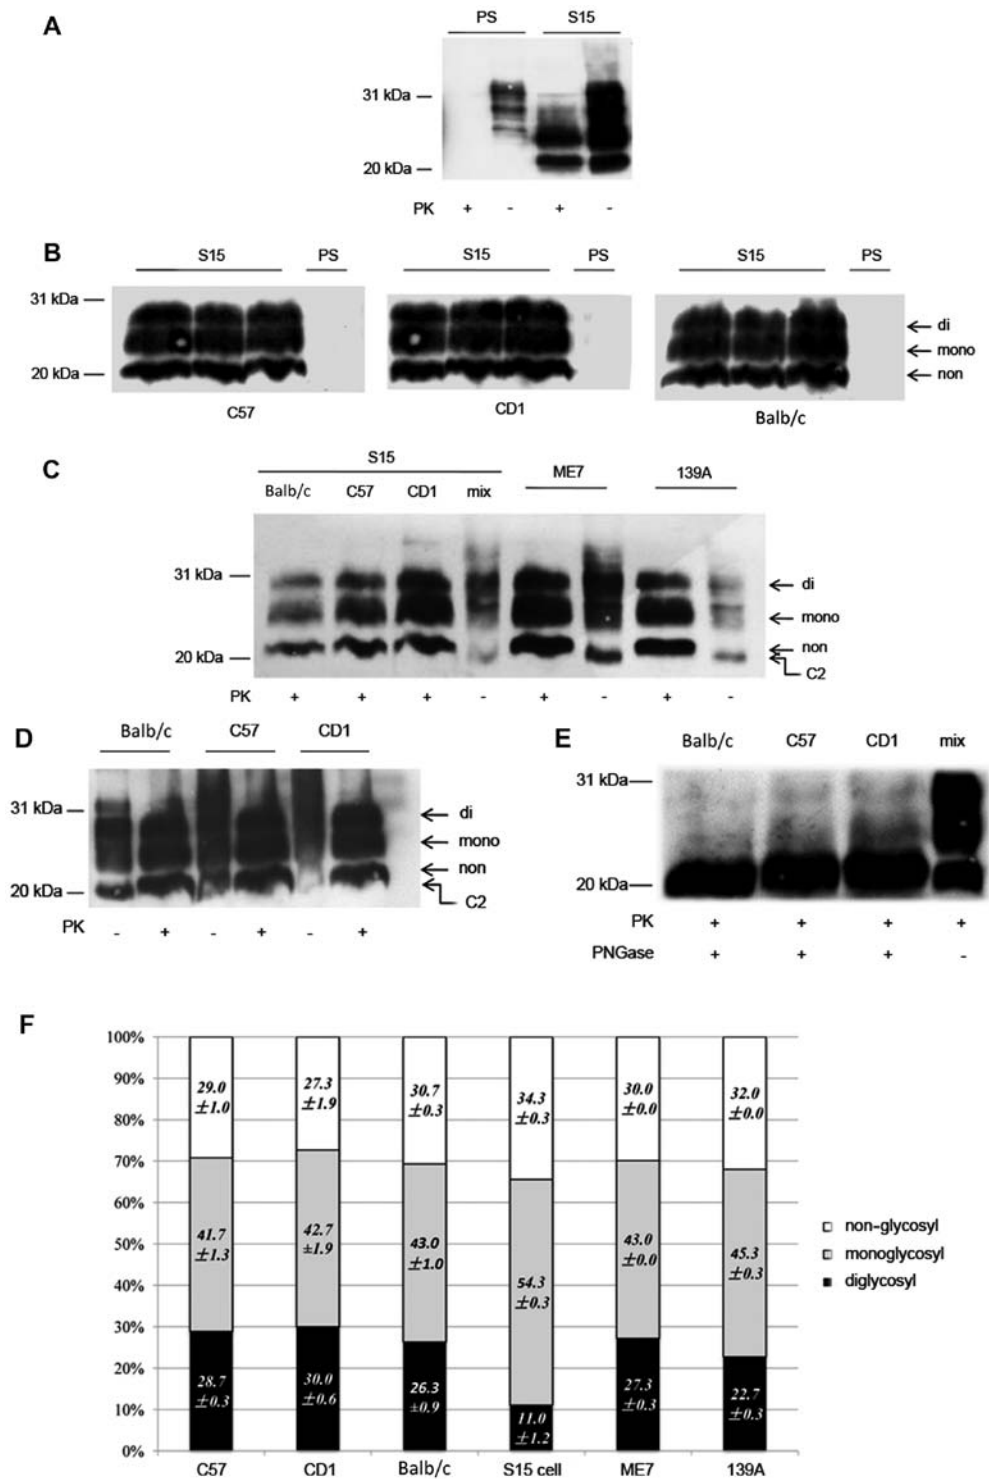 A
PS S15
31 kDa
20 kDa
PK + - + -
B
S15 PS S15 PS S15 PS
31 kDa
20 kDa
di
mono
non
C57 CD1 Balb/c
C
S15 ME7 139A
Balb/c C57 CD1 mix
31 kDa
20 kDa
di
mono
non
C2
PK + + + - + - + -
D
Balb/c C57 CD1
31 kDa
20 kDa
di
mono
non
C2
PK - + - + - +
E
Balb/c C57 CD1 mix
31 kDa
20 kDa
PK + + + +
PNGase + + + -
F
100%
90%
80%
70%
60%
50%
40%
30%
20%
10%
0%
29.0 27.3 30.7 34.3 30.0 32.0
±1.0 ±1.9 ±0.3 ±0.3 ±0.0 ±0.0
41.7 42.7 43.0 54.3 43.0 45.3
±1.3 ±1.9 ±1.0 ±0.3 ±0.0 ±0.3
28.7 30.0 26.3 11.0 27.3 22.7
±0.3 ±0.6 ±0.9 ±1.2 ±0.3 ±0.3
C57 CD1 Balb/c S15 cell ME7 139A
non-glycosyl
monoglycosyl
diglycosyl